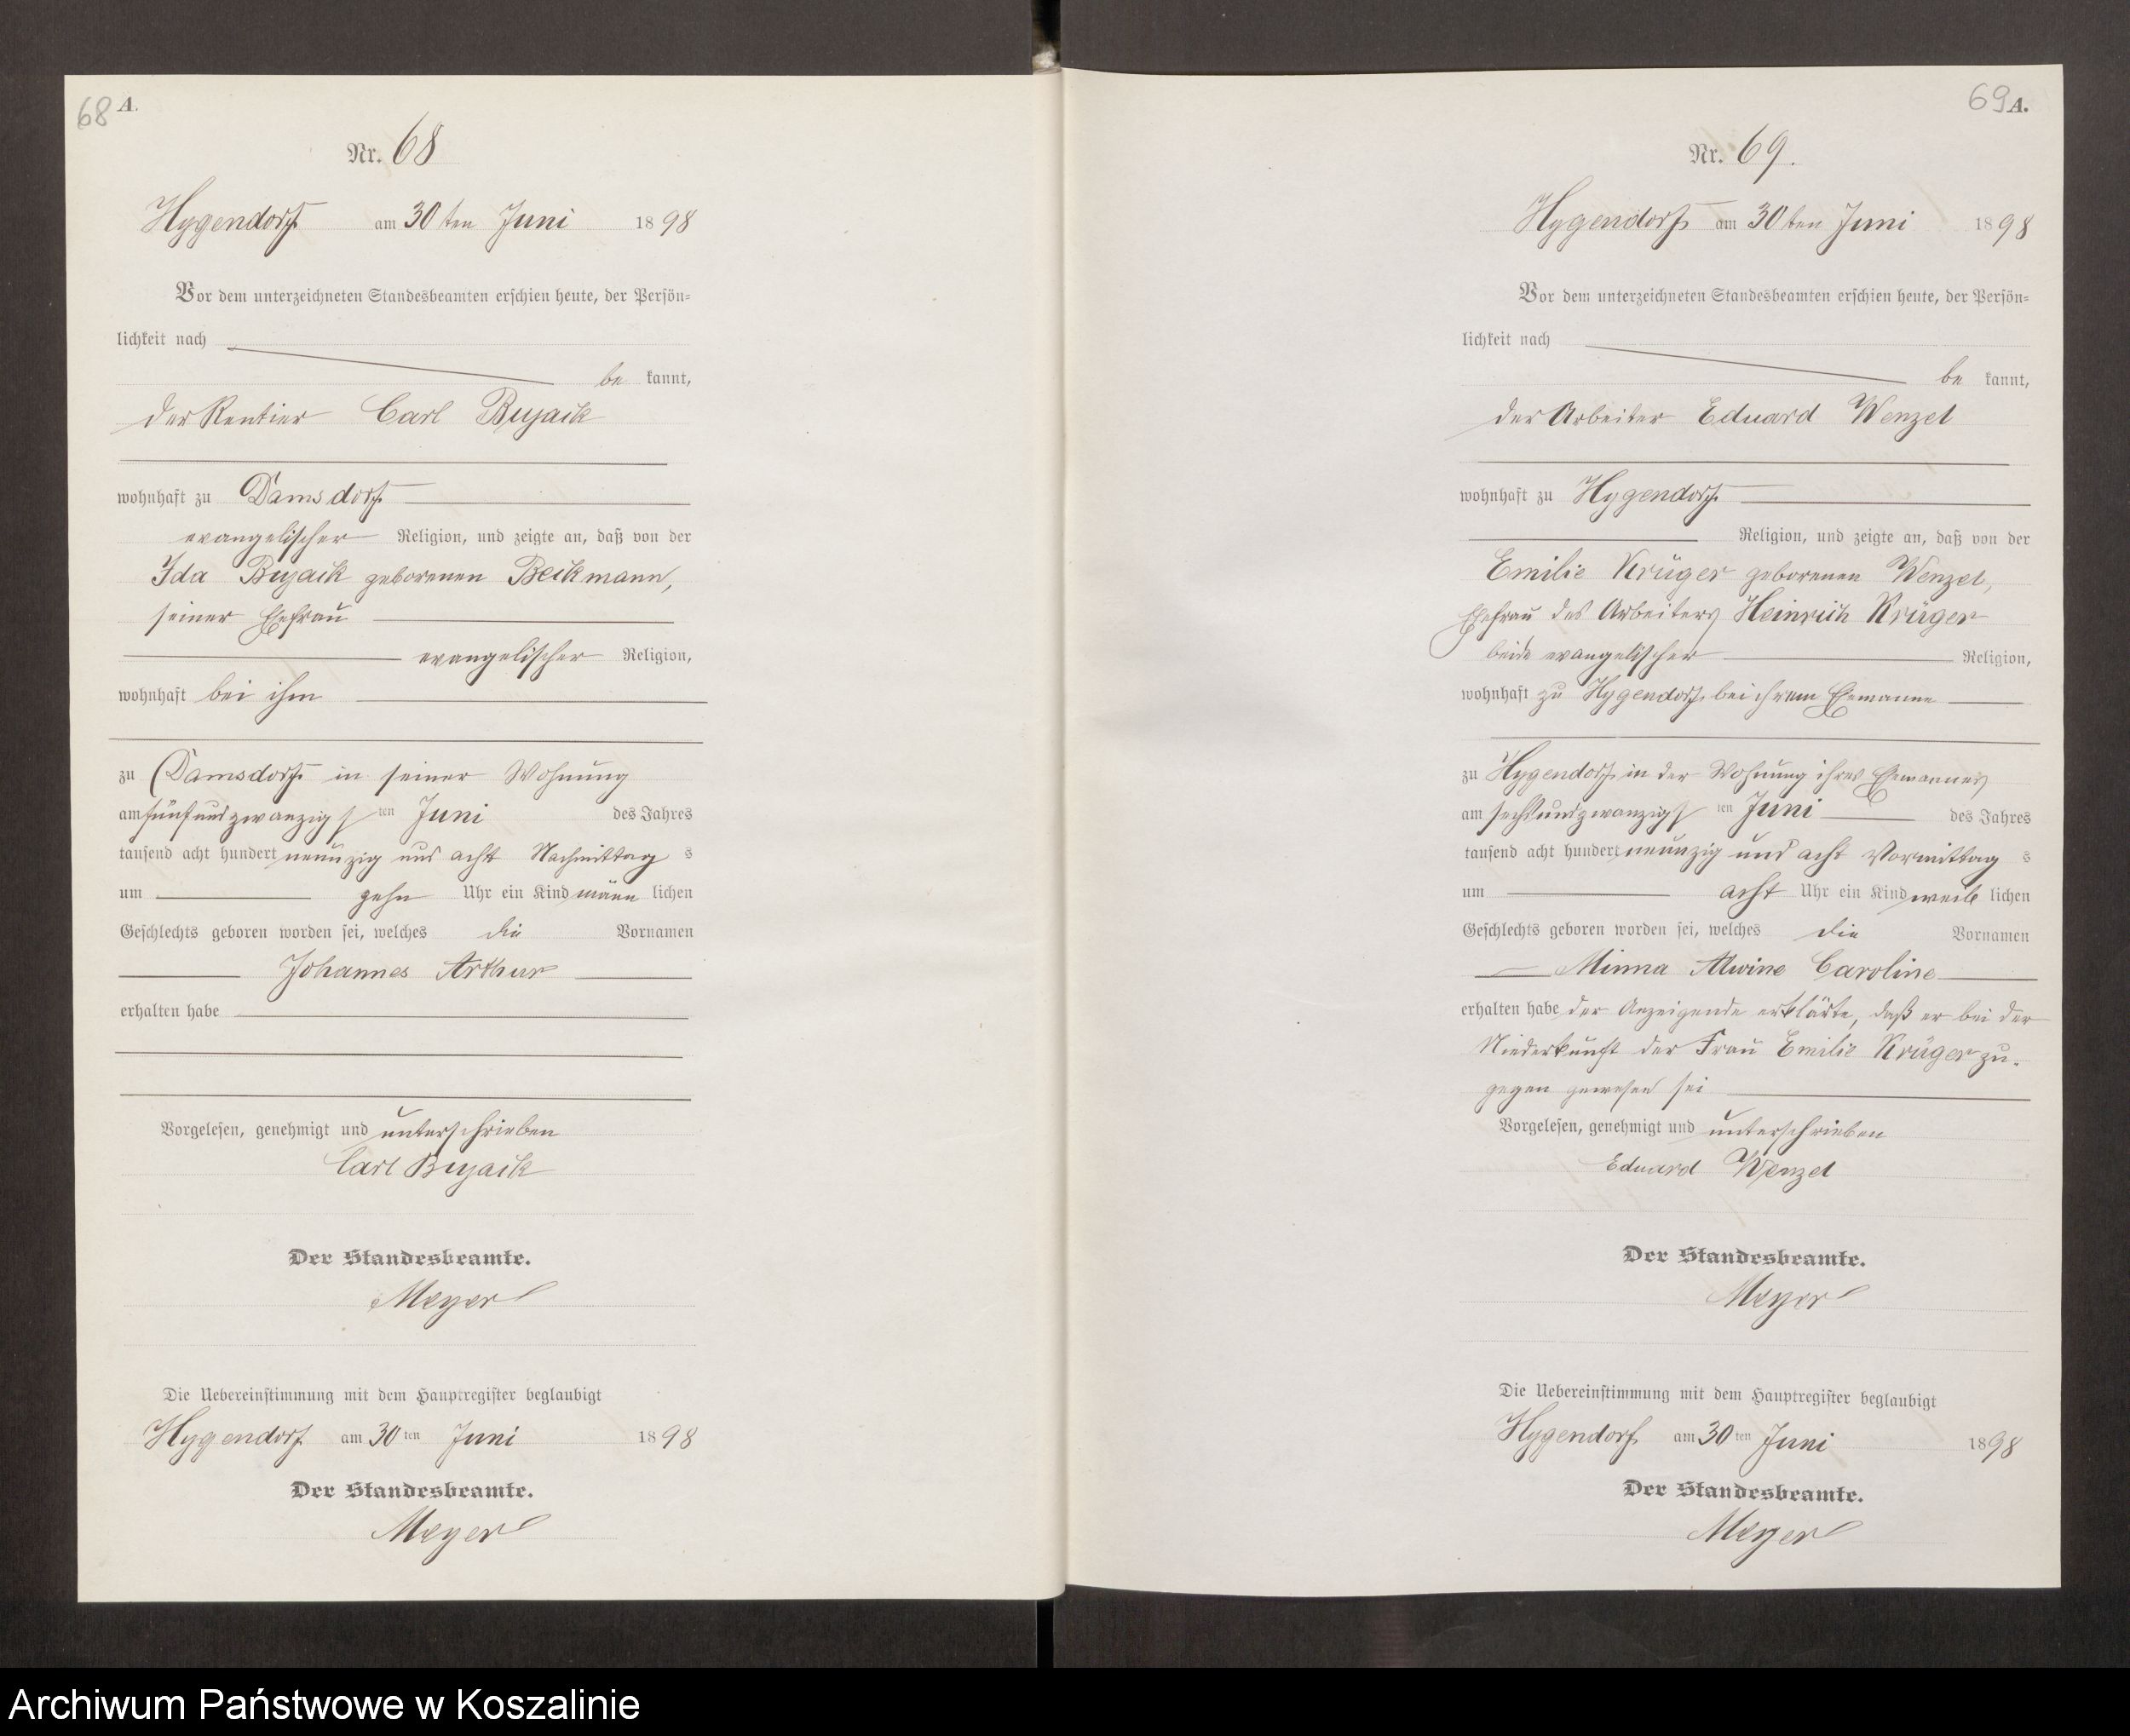 68 A.
Nr. 68
Hygendorf am 30ten Juni 1898
Vor dem unterzeichneten Standesbeamten erschien heute, der Persön=
lichkeit nach
be kannt,
der Rentier Carl Bujack
wohnhaft zu Damsdorf
evangelischer Religion, und zeigte an, daß von der
Ida Bujack geborenen Beckmann,
seiner Ehefrau
evangelischer Religion,
wohnhaft bei ihm
zu Damsdorf in seiner Wohnung
am fünfundzwanzigsten Juni des Jahres
tausend acht hundert neunzig und acht Nachmittags
um zehn Uhr ein Kind männlichen
Geschlechts geboren worden sei, welches die Vornamen
Johannes Arthur
erhalten habe
Vorgelesen, genehmigt und unterschrieben
Carl Bujack
Der Standesbeamte.
Meyer
Die Uebereinstimmung mit dem Hauptregister beglaubigt
Hygendorf am 30ten Juni 1898
Der Standesbeamte.
Meyer
69 A.
Nr. 69.
Hygendorf am 30ten Juni 1898
Vor dem unterzeichneten Standesbeamten erschien heute, der Persön=
lichkeit nach
be kannt,
der Arbeiter Eduard Wenzel
wohnhaft zu Hygendorf
Religion, und zeigte an, daß von der
Emilie Krüger geborenen Wenzel,
Ehefrau des Arbeiters Heinrich Krüger
beide evangelischer Religion,
wohnhaft zu Hygendorf bei ihrem Ehemanne
zu Hygendorf in der Wohnung ihres Ehemannes
am sechsundzwanzigsten Juni des Jahres
tausend acht hundert neunzig und acht Vormittags
um acht Uhr ein Kind weiblichen
Geschlechts geboren worden sei, welches die Vornamen
Minna Alwine Caroline
erhalten habe der Anzeigende erklärte, daß er bei der
Niederkunft der Frau Emilie Krüger zu-
gegen gewesen sei
Vorgelesen, genehmigt und unterschrieben
Eduard Wenzel
Der Standesbeamte.
Meyer
Die Uebereinstimmung mit dem Hauptregister beglaubigt
Hygendorf am 30ten Juni 1898
Der Standesbeamte.
Meyer
Archiwum Państwowe w Koszalinie